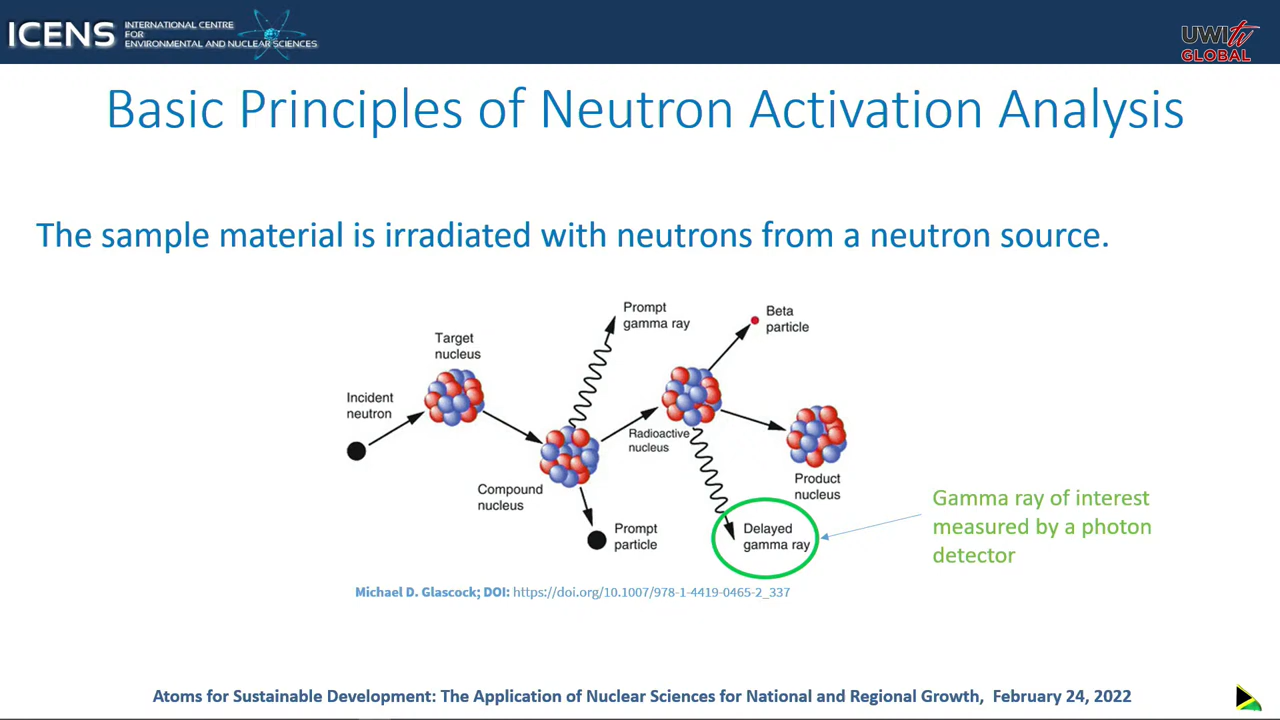 ICENS
INTERNATIONAL CENTRE
FOR
ENVIRONMENTAL AND NUCLEAR SCIENCES
UWItv
GLOBAL
Basic Principles of Neutron Activation Analysis
The sample material is irradiated with neutrons from a neutron source.
Prompt
gamma ray
Beta
particle
Target
nucleus
Incident
neutron
Radioactive
nucleus
Compound
nucleus
Product
nucleus
Prompt
particle
Delayed
gamma ray
Gamma ray of interest
measured by a photon
detector
Michael D. Glascock; DOI: https://doi.org/10.1007/978-1-4419-0465-2_337
Atoms for Sustainable Development: The Application of Nuclear Sciences for National and Regional Growth, February 24, 2022